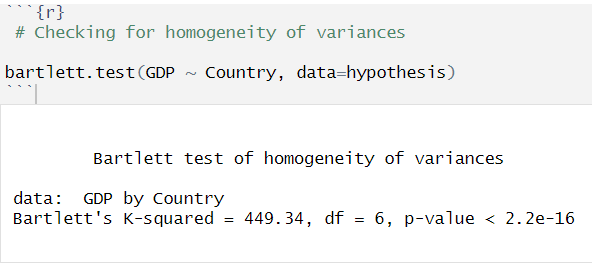 ```{r}
# Checking for homogeneity of variances
bartlett.test(GDP ~ Country, data=hypothesis)
```
Bartlett test of homogeneity of variances
data:  GDP by Country
Bartlett's K-squared = 449.34, df = 6, p-value < 2.2e-16